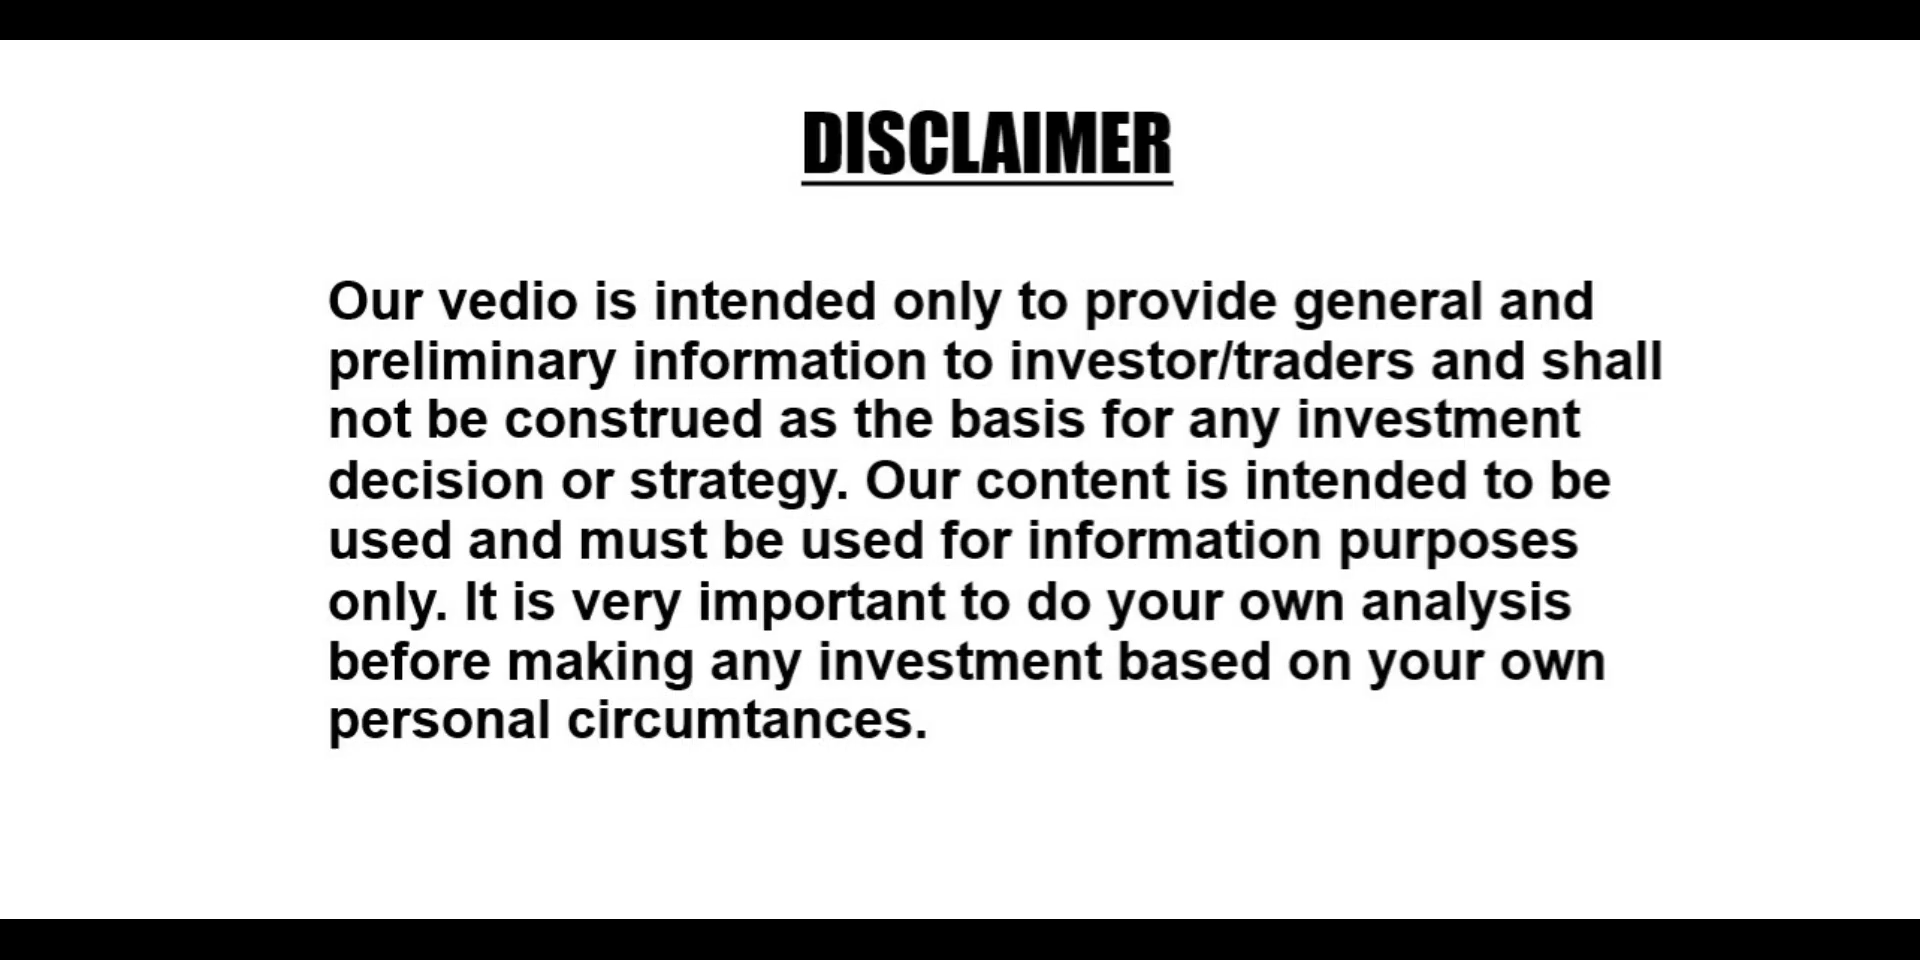 DISCLAIMER
Our vedio is intended only to provide general and
preliminary information to investor/traders and shall
not be construed as the basis for any investment
decision or strategy. Our content is intended to be
used and must be used for information purposes
only. It is very important to do your own analysis
before making any investment based on your own
personal circumtances.